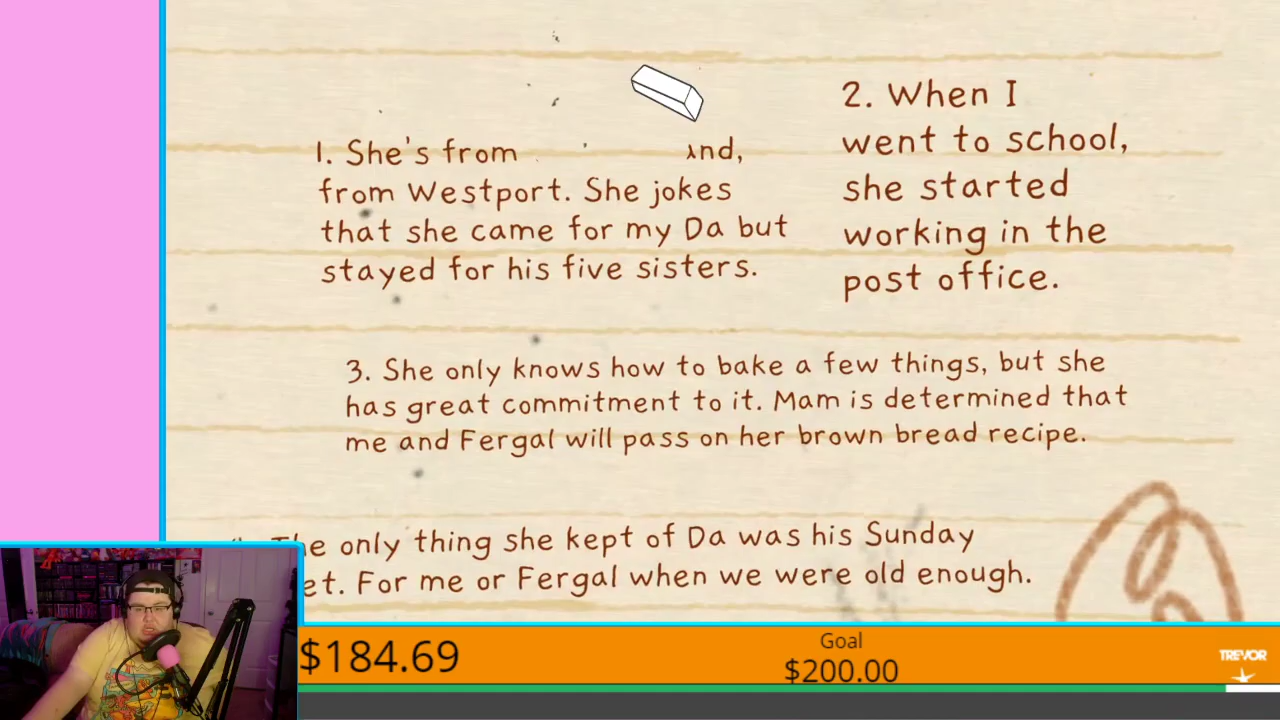 1. She's from nd,
from Westport. She jokes
that she came for my Da but
stayed for his five sisters.
2. When I
went to school,
she started
working in the
post office.
3. She only knows how to bake a few things, but she
has great commitment to it. Mam is determined that
me and Fergal will pass on her brown bread recipe.
The only thing she kept of Da was his Sunday
et. For me or Fergal when we were old enough.
$184.69
Goal
$200.00
TREVOR